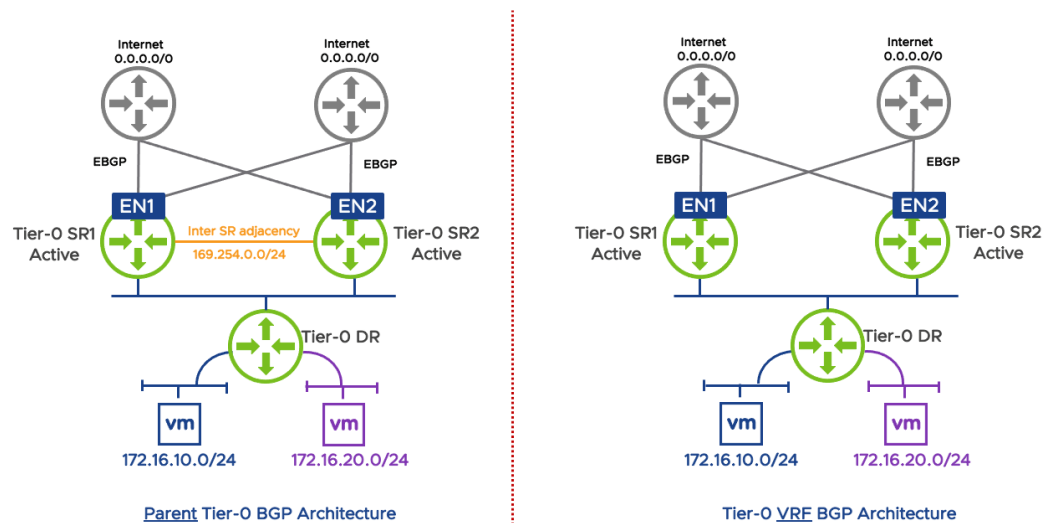 Internet
0.0.0.0/0
Internet
0.0.0.0/0
EBGP
EBGP
EN1
EN2
Tier-0 SR1
Active
Inter SR adjacency
169.254.0.0/24
Tier-0 SR2
Active
Tier-0 DR
vm
vm
172.16.10.0/24
172.16.20.0/24
Parent Tier-0 BGP Architecture
Internet
0.0.0.0/0
Internet
0.0.0.0/0
EBGP
EBGP
EN1
EN2
Tier-0 SR1
Active
Tier-0 SR2
Active
Tier-0 DR
vm
vm
172.16.10.0/24
172.16.20.0/24
Tier-0 VRF BGP Architecture